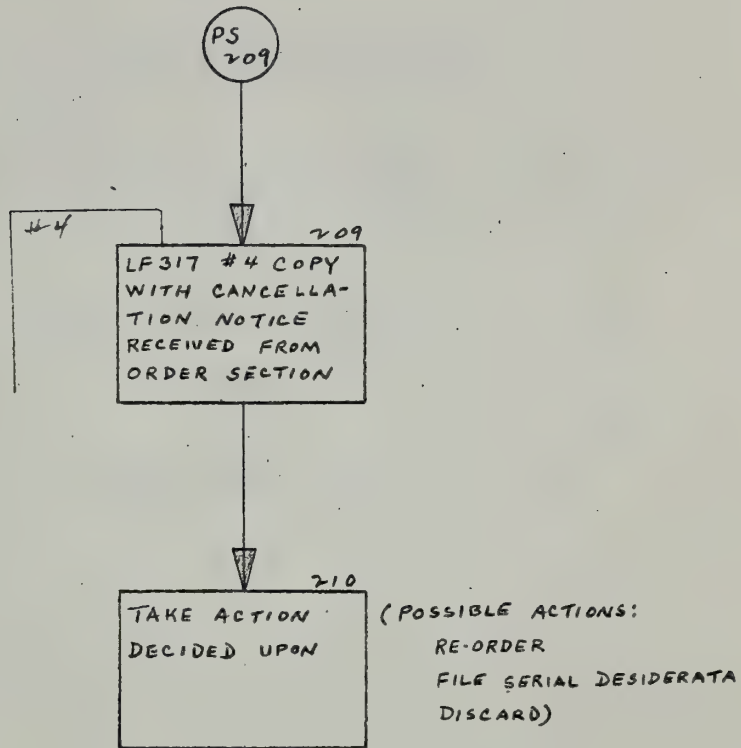 PS
209
#4
209
LF317 #4 COPY
WITH CANCELLA-
TION NOTICE
RECEIVED FROM
ORDER SECTION
210
TAKE ACTION
DECIDED UPON
(POSSIBLE ACTIONS:
RE-ORDER
FILE SERIAL DESIDERATA
DISCARD)